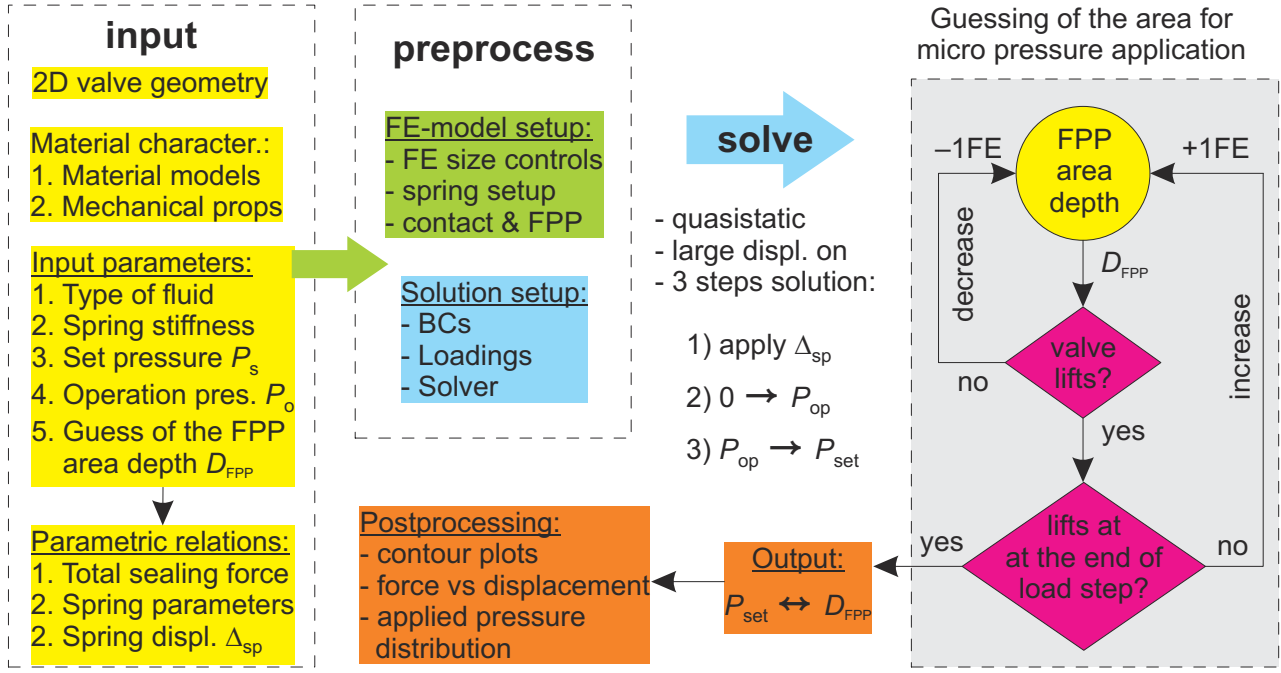 input
2D valve geometry
Material character.:
1. Material models
2. Mechanical props
Input parameters:
1. Type of fluid
2. Spring stiffness
3. Set pressure Ps
4. Operation pres. Po
5. Guess of the FPP
area depth DFPP
Parametric relations:
1. Total sealing force
2. Spring parameters
2. Spring displ. Δsp
preprocess
FE-model setup:
- FE size controls
- spring setup
- contact & FPP
Solution setup:
- BCs
- Loadings
- Solver
solve
- quasistatic
- large displ. on
- 3 steps solution:
1) apply Δsp
2) 0 → Pop
3) Pop → Pset
Guessing of the area for
micro pressure application
–1FE
FPP
area
depth
+1FE
decrease
increase
DFPP
valve
lifts?
no
yes
lifts at
at the end of
load step?
yes
no
Output:
Pset ↔ DFPP
Postprocessing:
- contour plots
- force vs displacement
- applied pressure
distribution